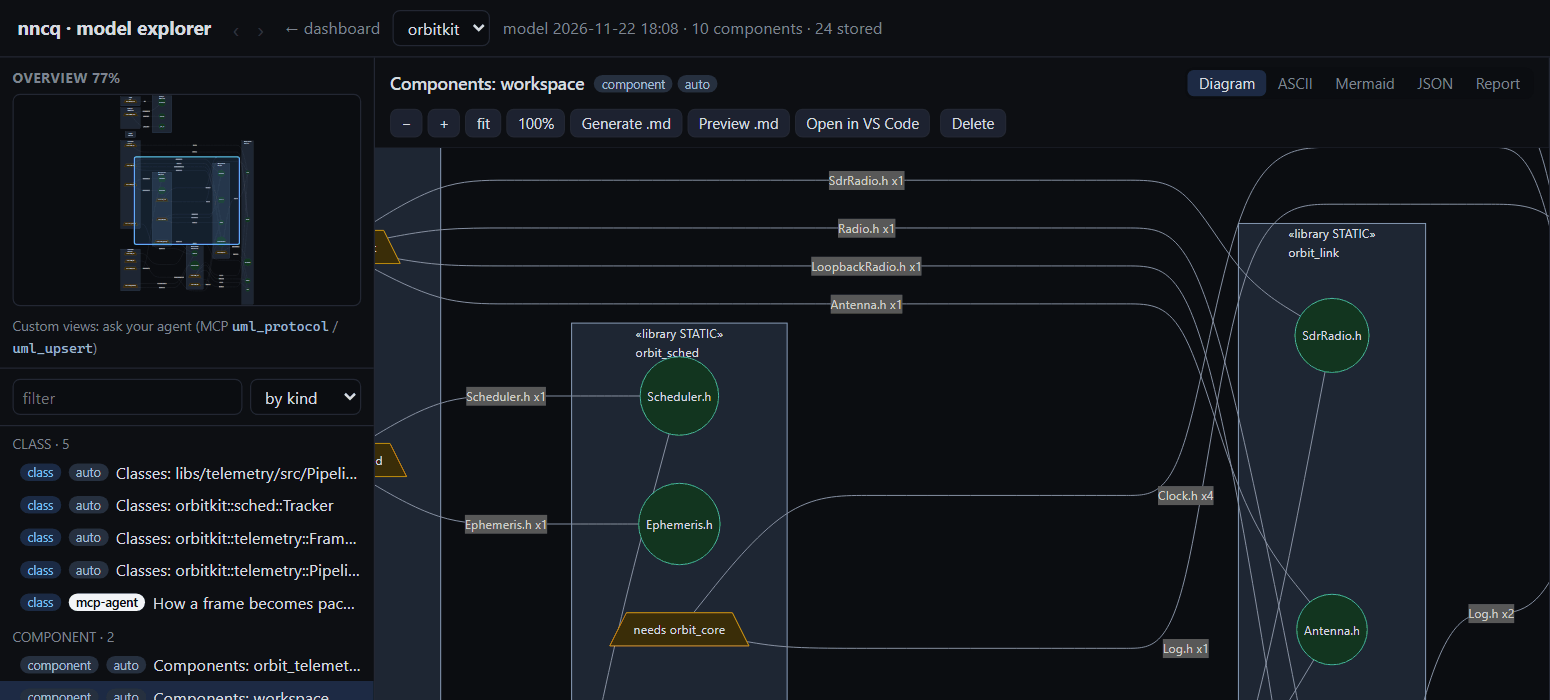 nncq · model explorer ‹ › ← dashboard orbitkit model 2026-11-22 18:08 · 10 components · 24 stored
OVERVIEW 77%
Custom views: ask your agent (MCP uml_protocol /
uml_upsert)
filter by kind
CLASS · 5
class auto Classes: libs/telemetry/src/Pipeli...
class auto Classes: orbitkit::sched::Tracker
class auto Classes: orbitkit::telemetry::Fram...
class auto Classes: orbitkit::telemetry::Pipeli...
class mcp-agent How a frame becomes pac...
COMPONENT · 2
component auto Components: orbit_telemet...
component auto Components: workspace
Components: workspace component auto
Diagram ASCII Mermaid JSON Report
− + fit 100% Generate .md Preview .md Open in VS Code Delete
SdrRadio.h x1
Radio.h x1
LoopbackRadio.h x1
Antenna.h x1
«library STATIC»
orbit_link
SdrRadio.h
«library STATIC»
orbit_sched
Scheduler.h x1
Scheduler.h
d
Clock.h x4
Ephemeris.h x1
Ephemeris.h
needs orbit_core
Log.h x1
Log.h x2
Antenna.h